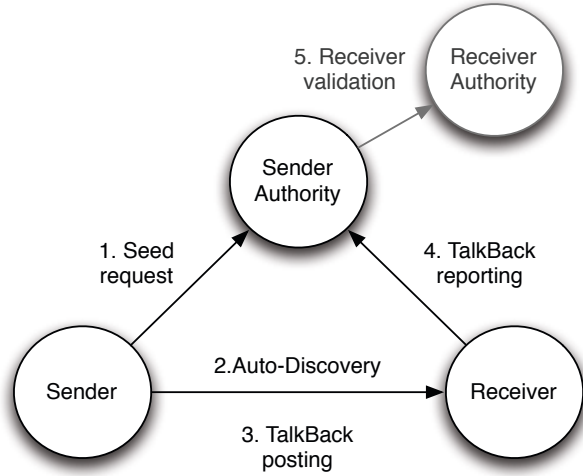 5. Receiver
validation
Receiver
Authority
Sender
Authority
1. Seed
request
4. TalkBack
reporting
Sender
2.Auto-Discovery
Receiver
3. TalkBack
posting